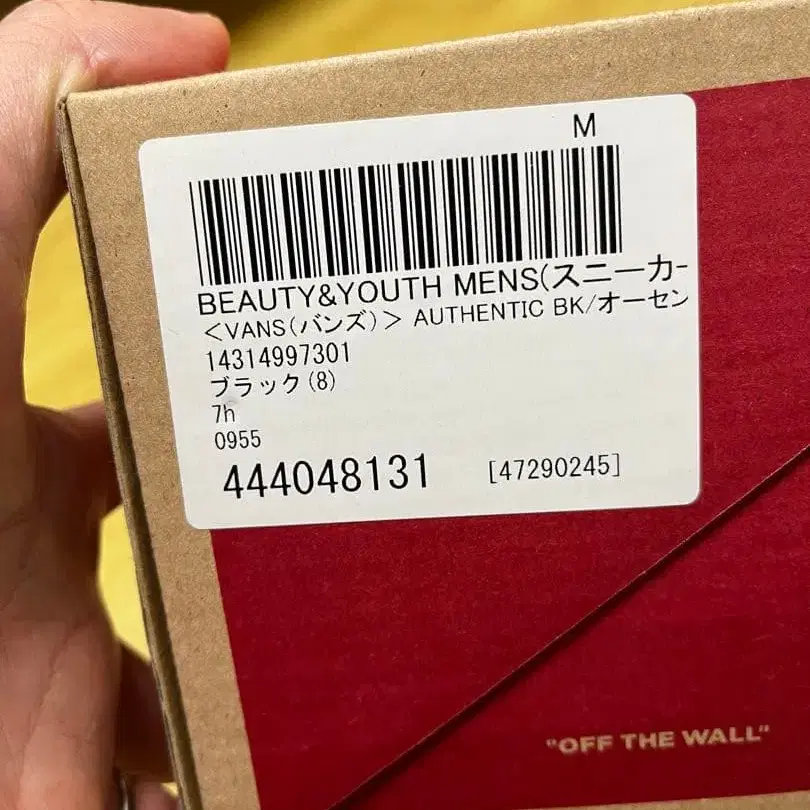 M
BEAUTY&YOUTH MENS(スニーカー
<VANS(バンズ)> AUTHENTIC BK/オーセン
14314997301
ブラック(8)
7h
0955
444048131 [47290245]
"OFF THE WALL"